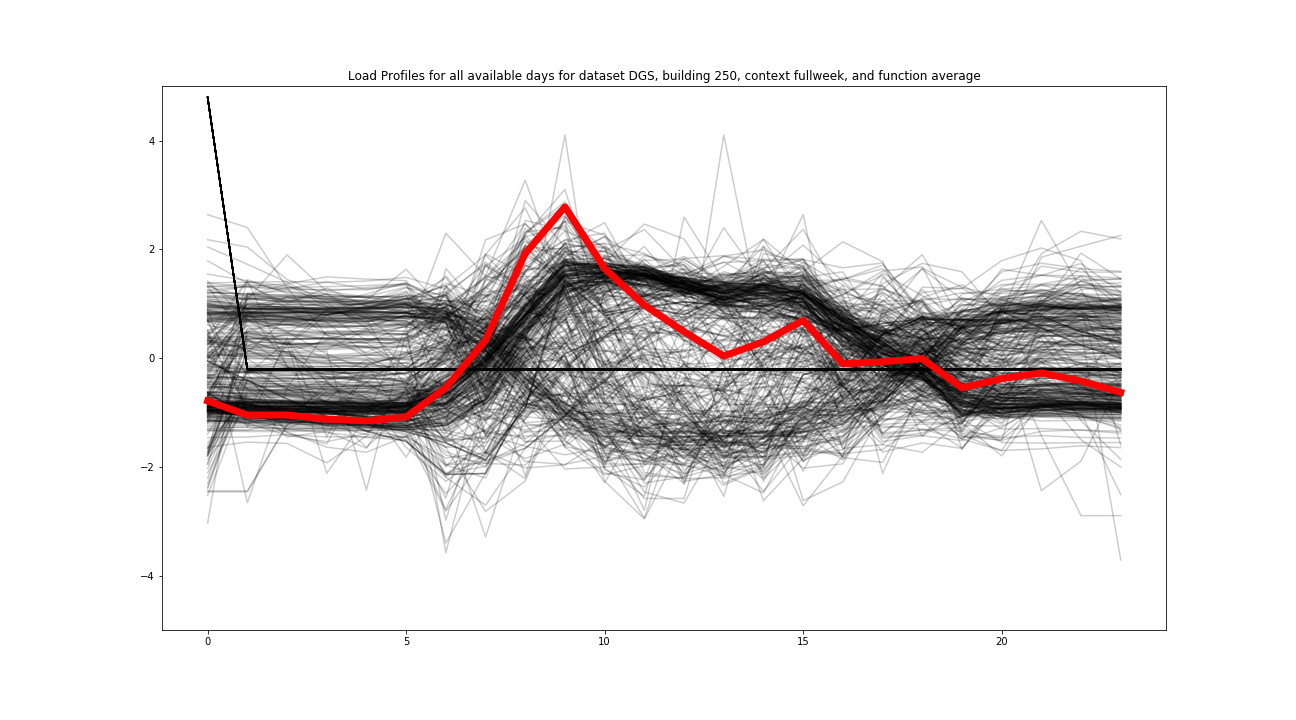 Load Profiles for all available days for dataset DGS, building 250, context fullweek, and function average
4
2
0
−2
−4
0 5 10 15 20